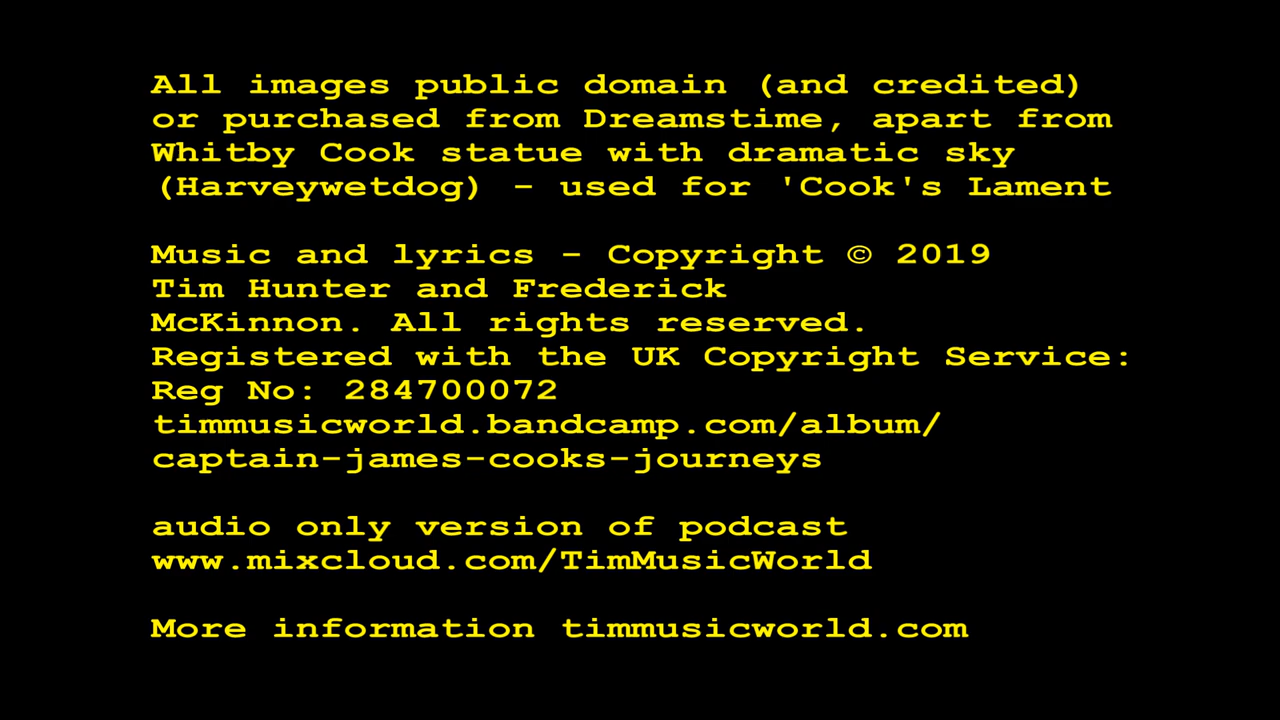 All images public domain (and credited)
or purchased from Dreamstime, apart from
Whitby Cook statue with dramatic sky
(Harveywetdog) - used for 'Cook's Lament
Music and lyrics - Copyright © 2019
Tim Hunter and Frederick
McKinnon. All rights reserved.
Registered with the UK Copyright Service:
Reg No: 284700072
timmusicworld.bandcamp.com/album/
captain-james-cooks-journeys
audio only version of podcast
www.mixcloud.com/TimMusicWorld
More information timmusicworld.com